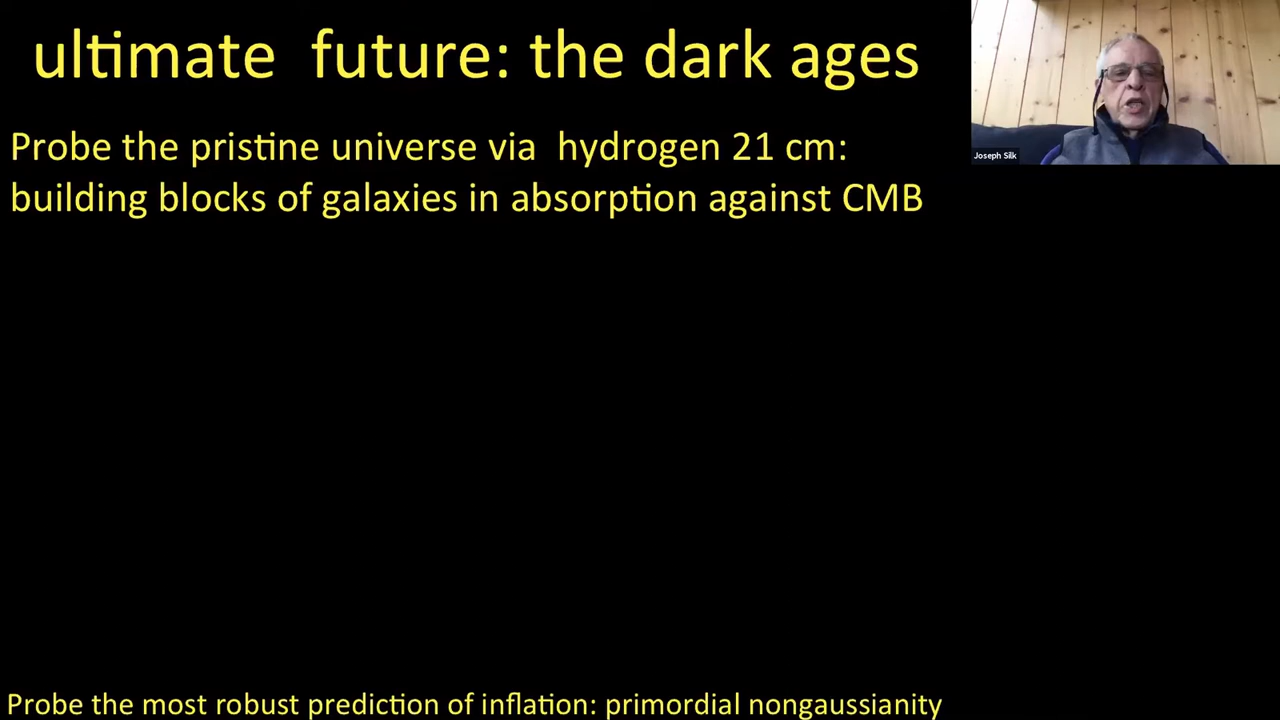 ultimate future: the dark ages
Probe the pristine universe via hydrogen 21 cm:
building blocks of galaxies in absorption against CMB
Joseph Silk
Probe the most robust prediction of inflation: primordial nongaussianity